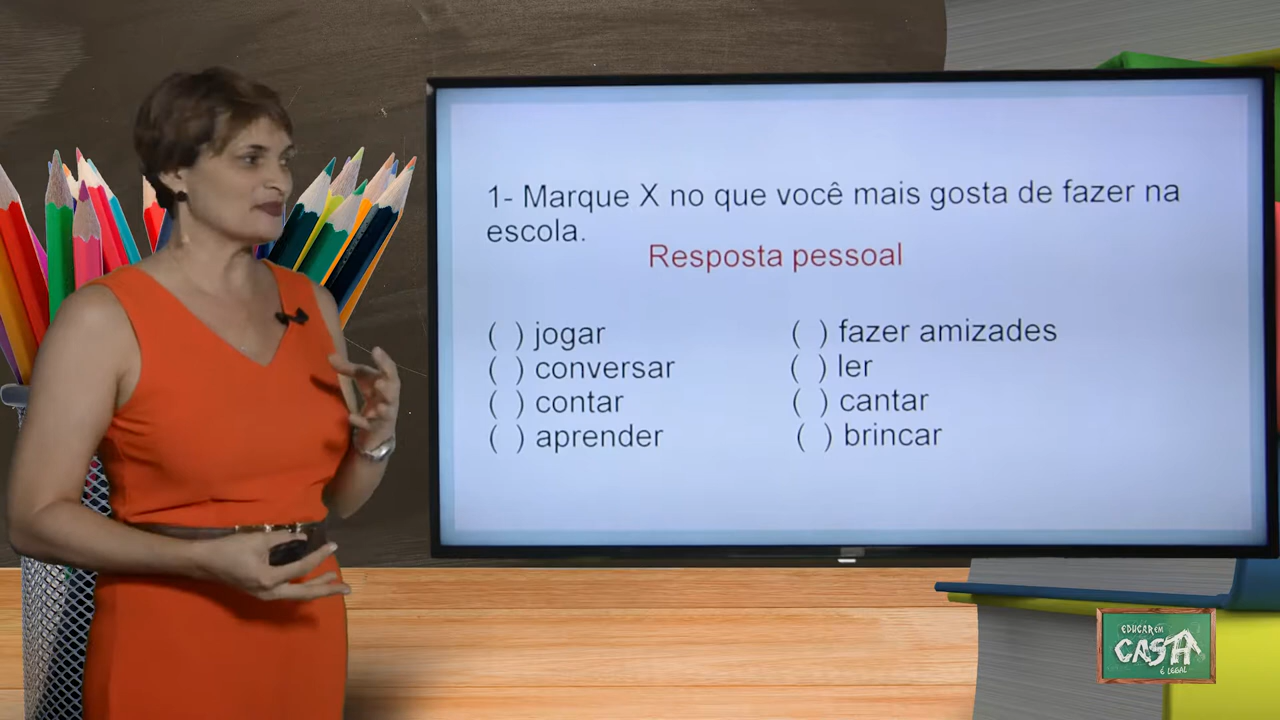 1- Marque X no que você mais gosta de fazer na
escola.
Resposta pessoal
( ) jogar
( ) conversar
( ) contar
( ) aprender
( ) fazer amizades
( ) ler
( ) cantar
( ) brincar
EDUCAR EM
CASA
É LEGAL